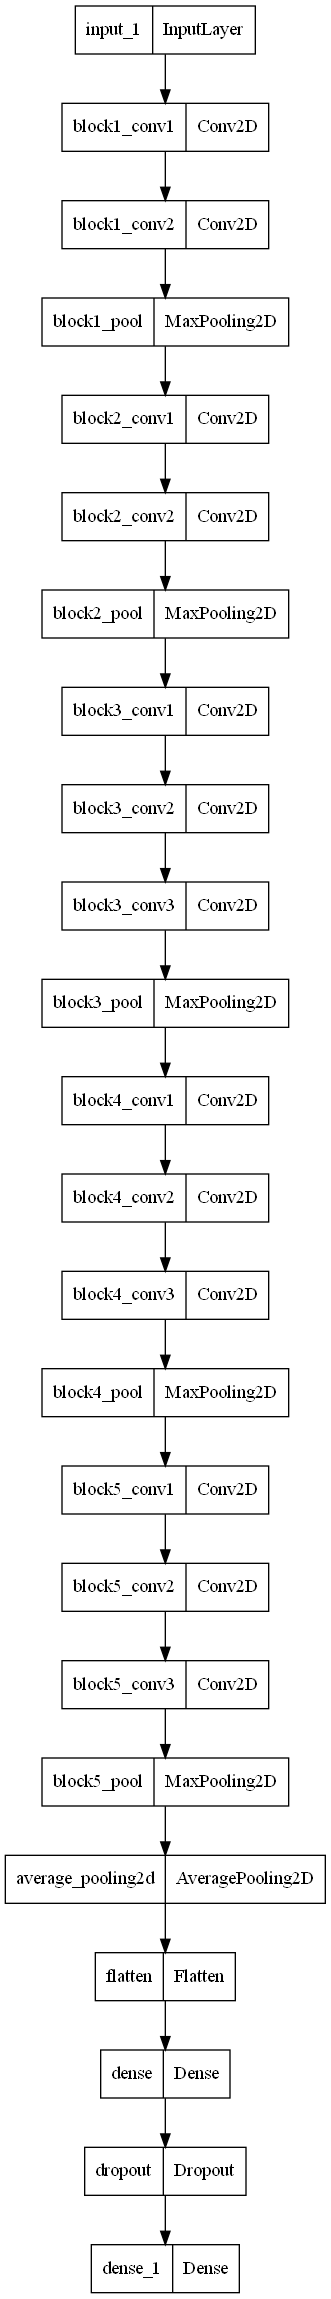 input_1 InputLayer
block1_conv1 Conv2D
block1_conv2 Conv2D
block1_pool MaxPooling2D
block2_conv1 Conv2D
block2_conv2 Conv2D
block2_pool MaxPooling2D
block3_conv1 Conv2D
block3_conv2 Conv2D
block3_conv3 Conv2D
block3_pool MaxPooling2D
block4_conv1 Conv2D
block4_conv2 Conv2D
block4_conv3 Conv2D
block4_pool MaxPooling2D
block5_conv1 Conv2D
block5_conv2 Conv2D
block5_conv3 Conv2D
block5_pool MaxPooling2D
average_pooling2d AveragePooling2D
flatten Flatten
dense Dense
dropout Dropout
dense_1 Dense